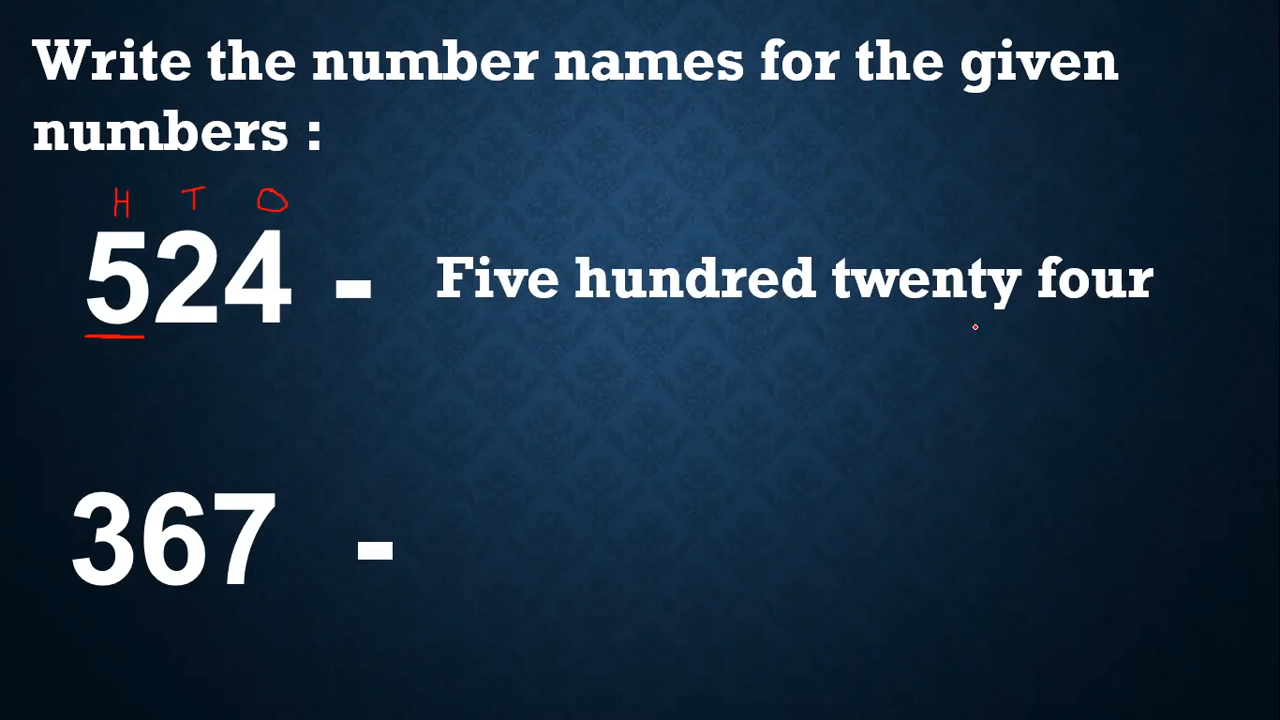 Write the number names for the given
numbers :
H T O
524 - Five hundred twenty four
367 -